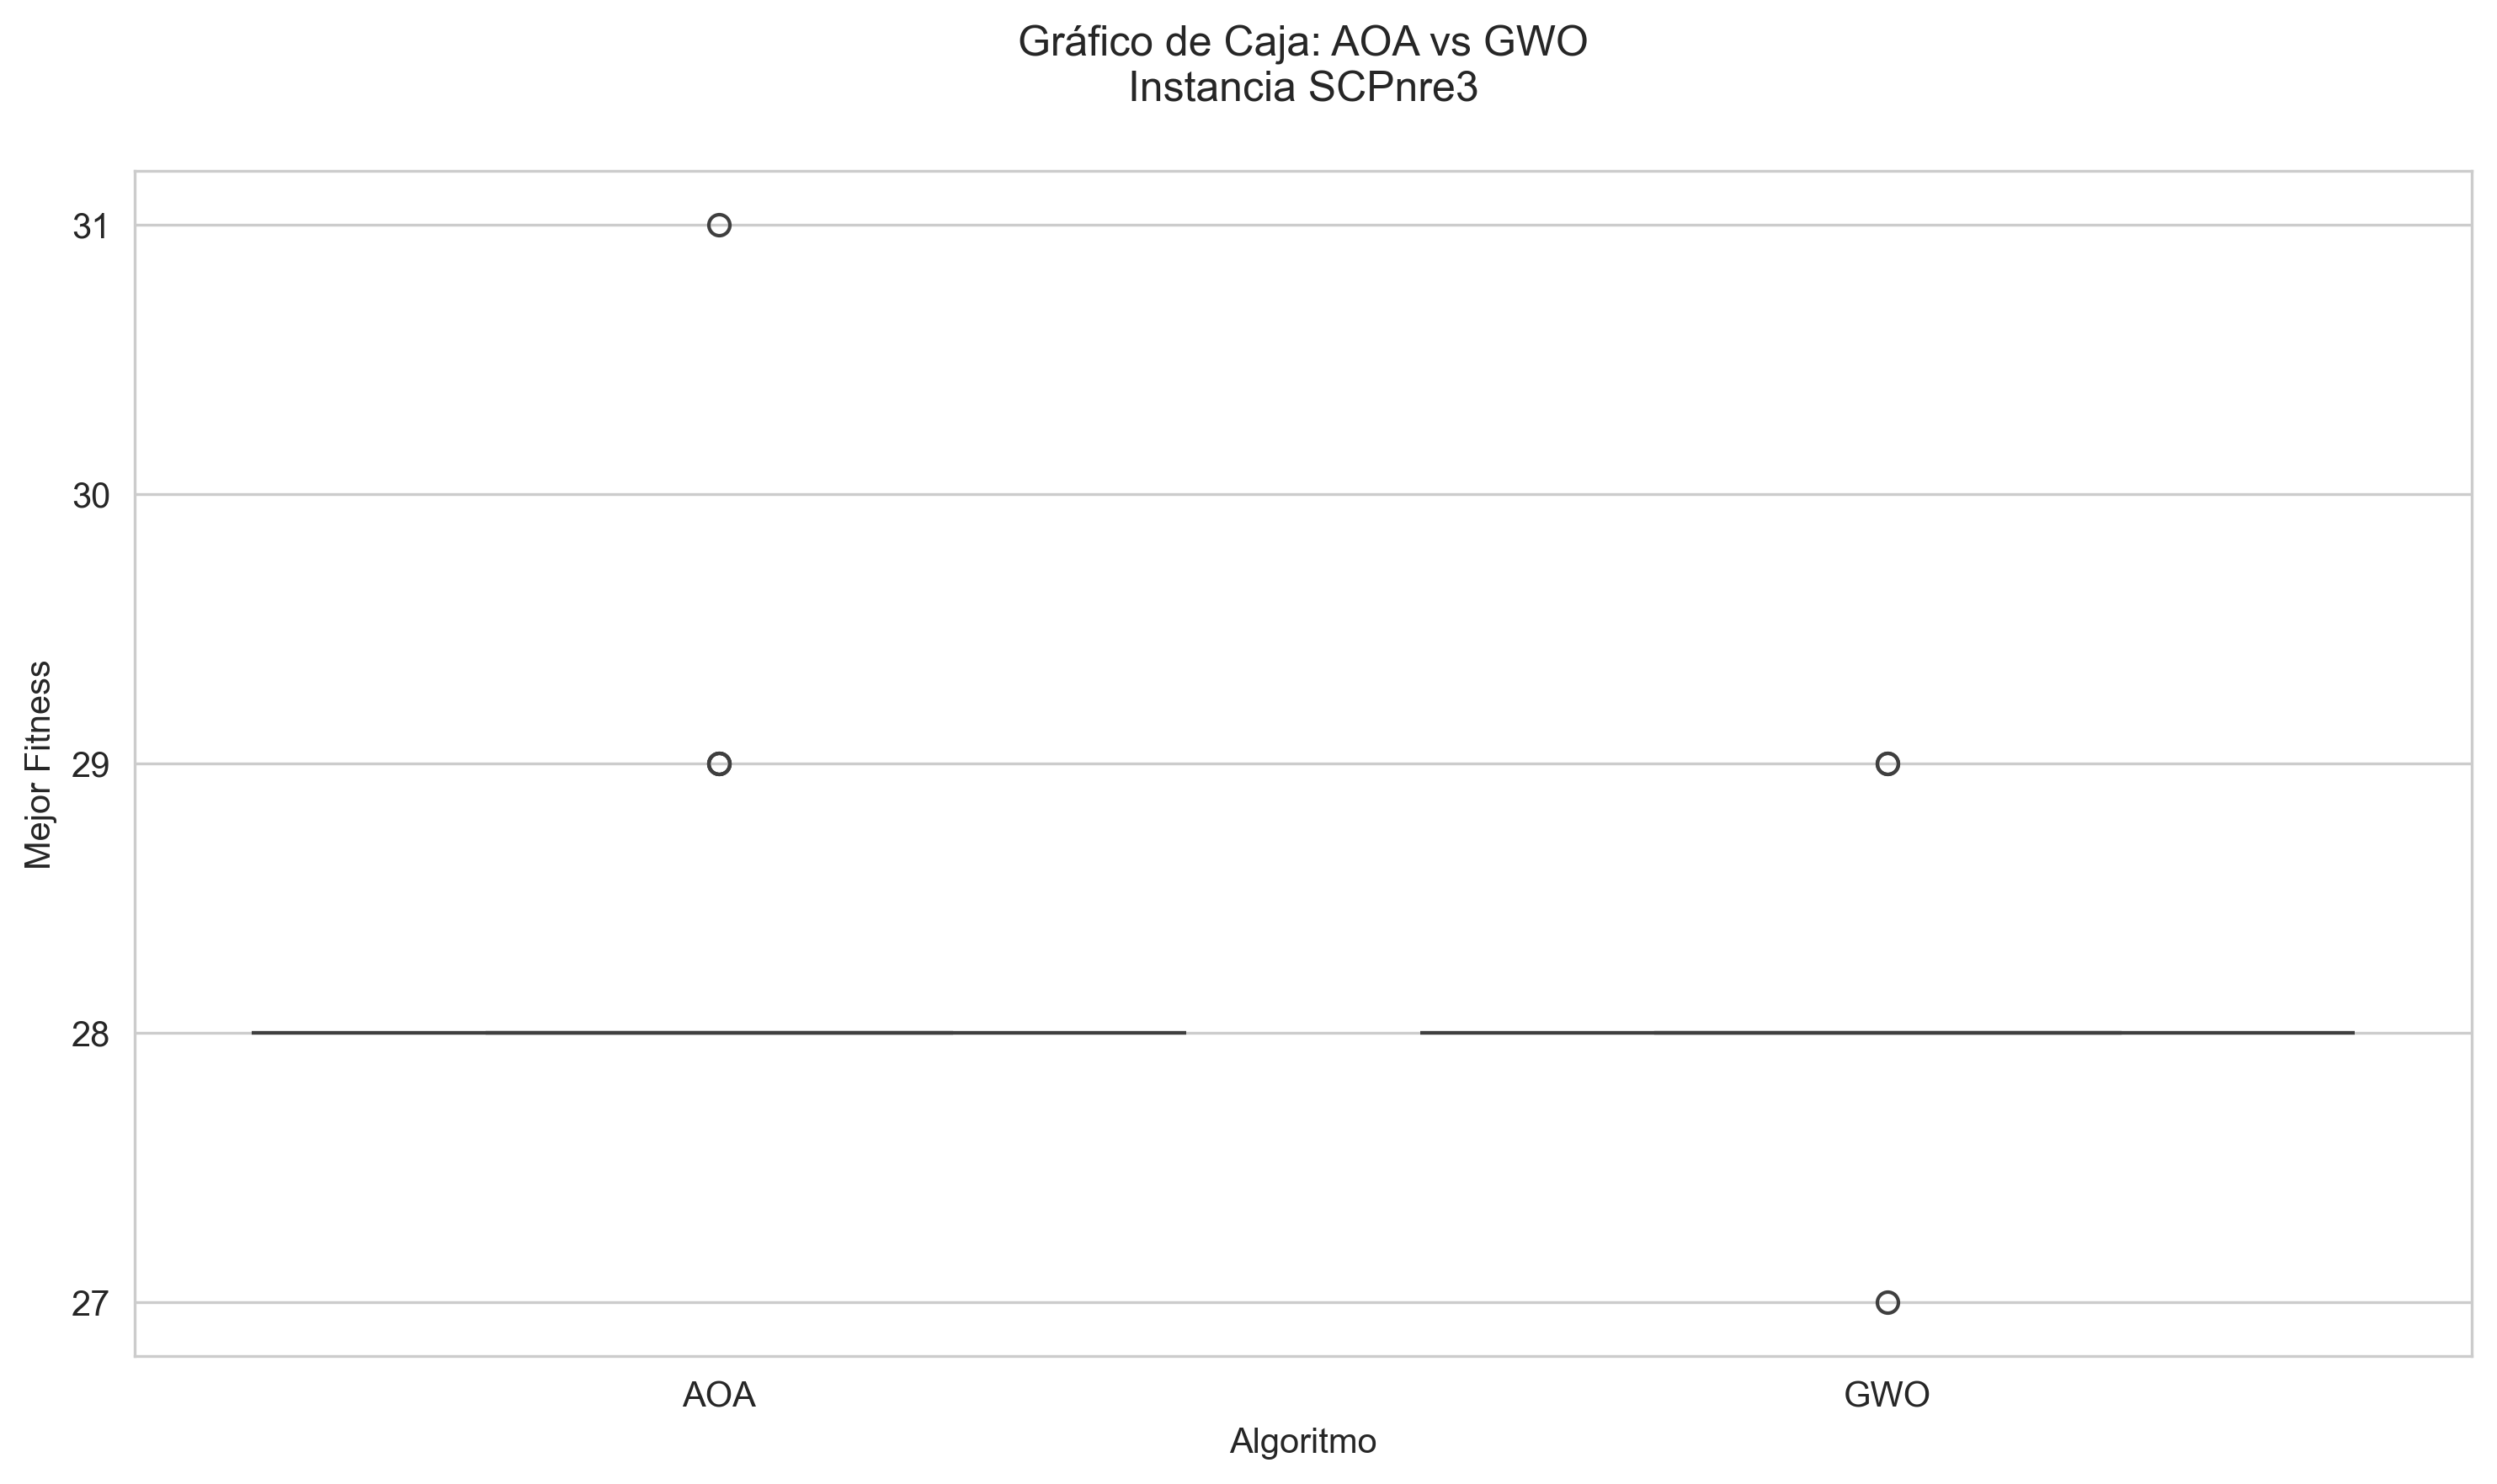 Gráfico de Caja: AOA vs GWO
Instancia SCPnre3
Mejor Fitness
31
30
29
28
27
AOA
GWO
Algoritmo